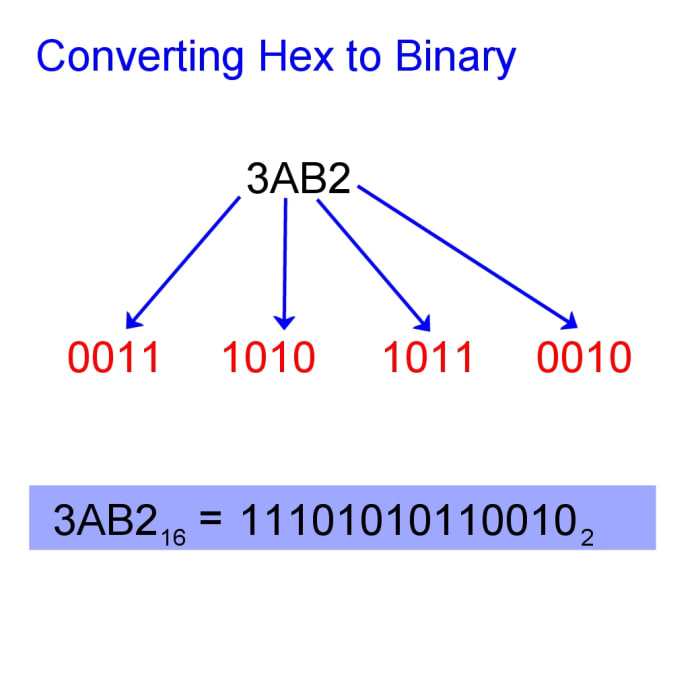 Converting Hex to Binary
3AB2
0011 1010 1011 0010
3AB2₁₆ = 11101010110010₂